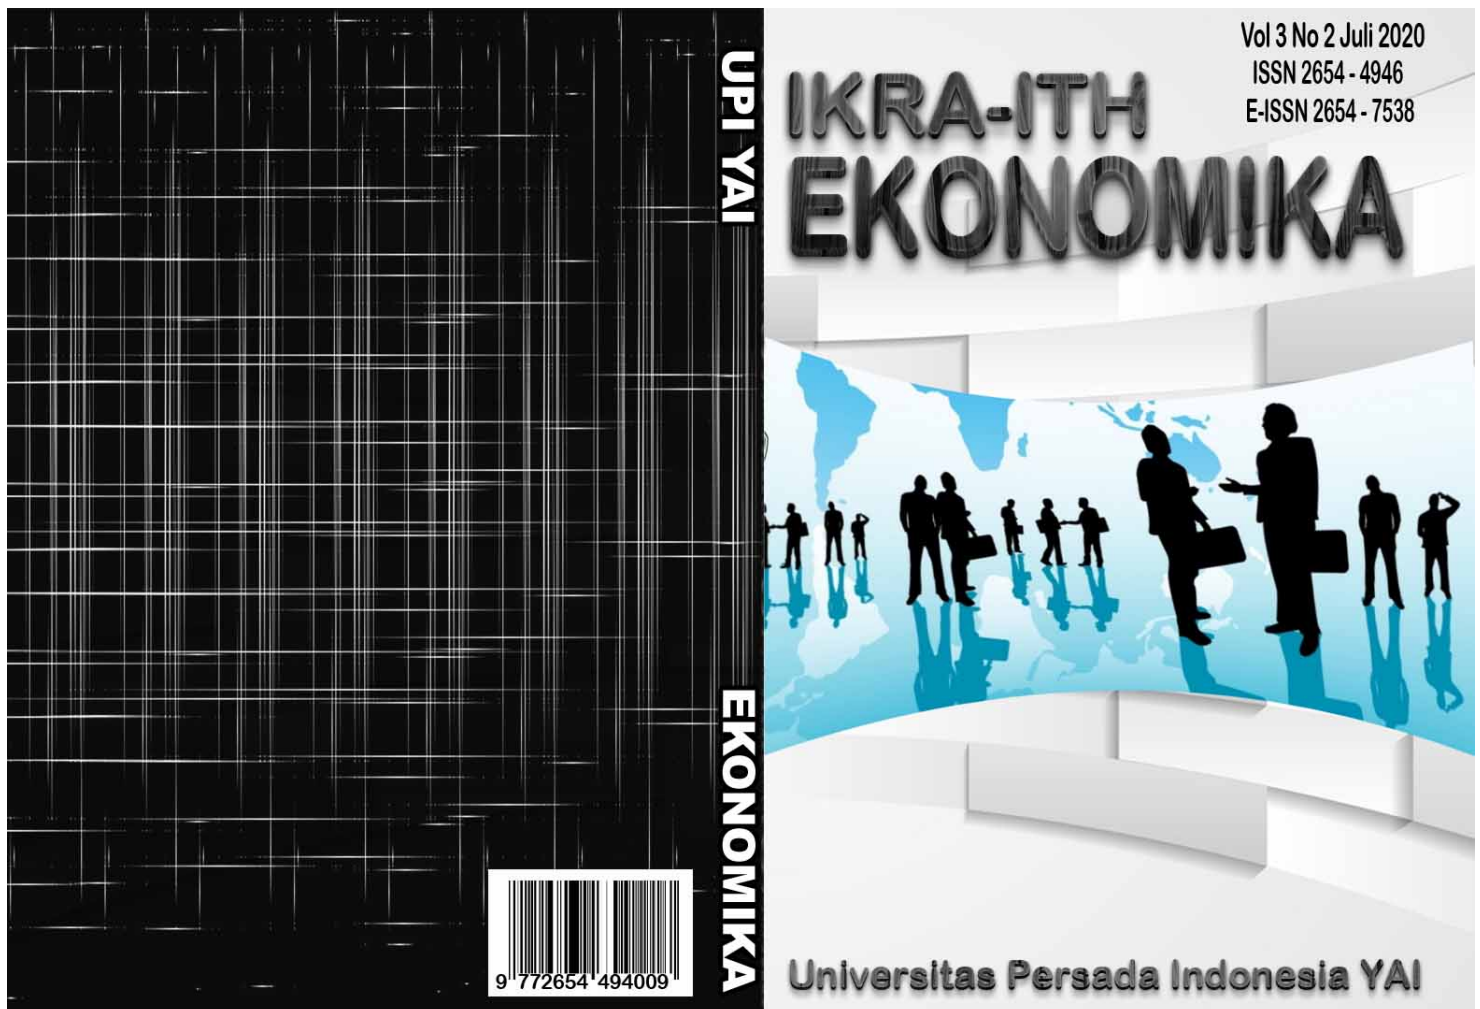 UPI YAI
EKONOMIKA
9 772654 494009
Vol 3 No 2 Juli 2020
ISSN 2654 - 4946
E-ISSN 2654 - 7538
IKRA-ITH
EKONOMIKA
Universitas Persada Indonesia YAI